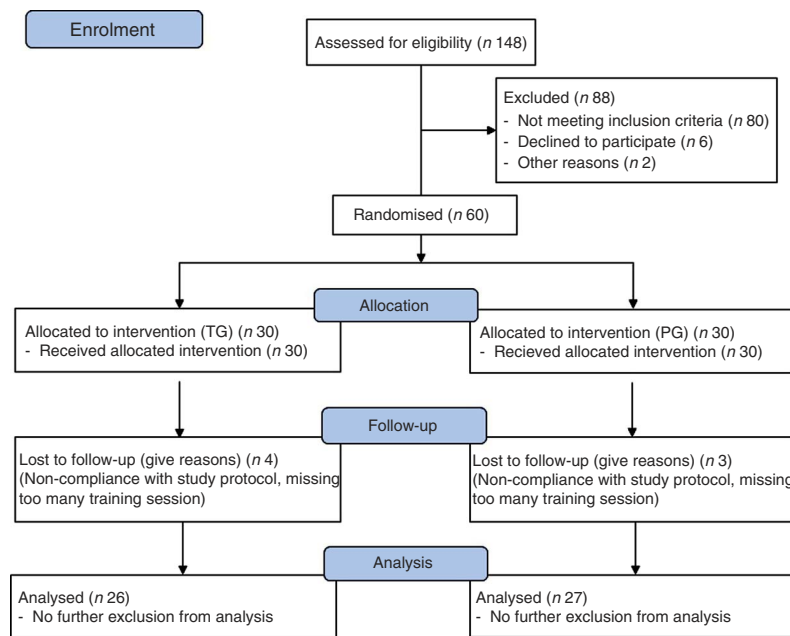 Enrolment
Assessed for eligibility (n 148)
Excluded (n 88)
- Not meeting inclusion criteria (n 80)
- Declined to participate (n 6)
- Other reasons (n 2)
Randomised (n 60)
Allocation
Allocated to intervention (TG) (n 30)
- Received allocated intervention (n 30)
Allocated to intervention (PG) (n 30)
- Recieved allocated intervention (n 30)
Follow-up
Lost to follow-up (give reasons) (n 4)
(Non-compliance with study protocol, missing
too many training session)
Lost to follow-up (give reasons) (n 3)
(Non-compliance with study protocol, missing
too many training session)
Analysis
Analysed (n 26)
- No further exclusion from analysis
Analysed (n 27)
- No further exclusion from analysis